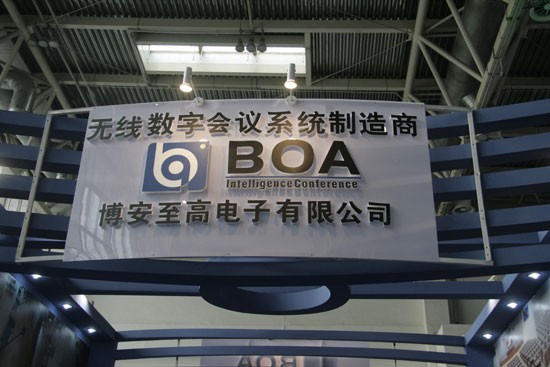 无线数字会议系统制造商
BOA
Intelligence Conference
博安至高电子有限公司
BOA